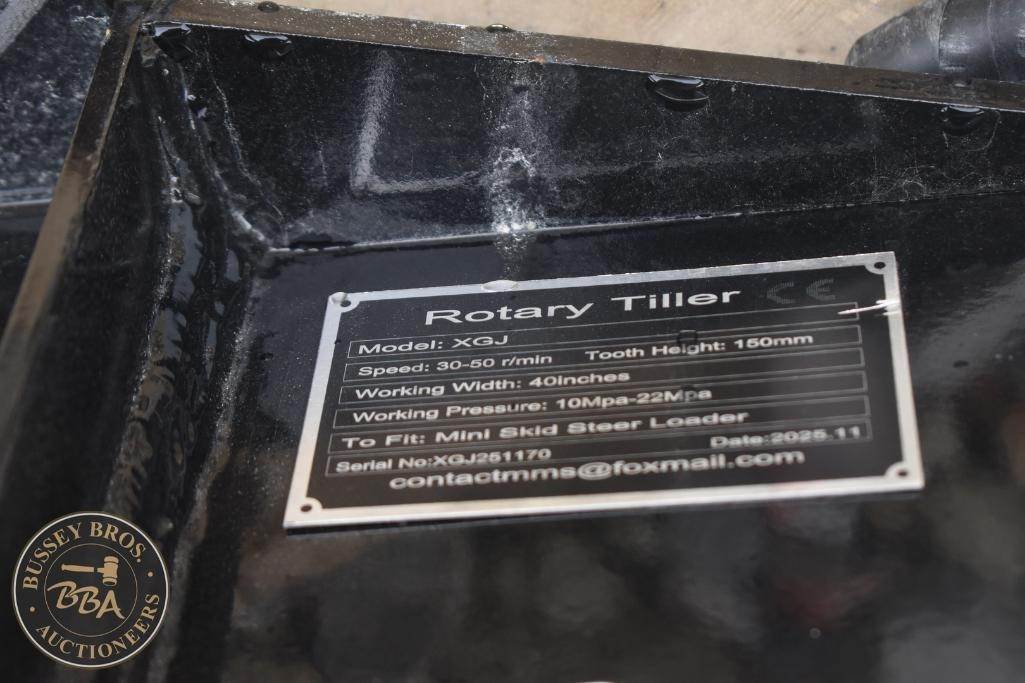 Rotary Tiller CE
Model: XGJ
Speed: 30-50 r/min Tooth Height: 150mm
Working Width: 40inches
Working Pressure: 10Mpa-22Mpa
To Fit: Mini Skid Steer Loader
Serial No:XGJ251170 Date:2025.11
contactmms@foxmail.com
BUSSEY BROS.
BBA
AUCTIONEERS